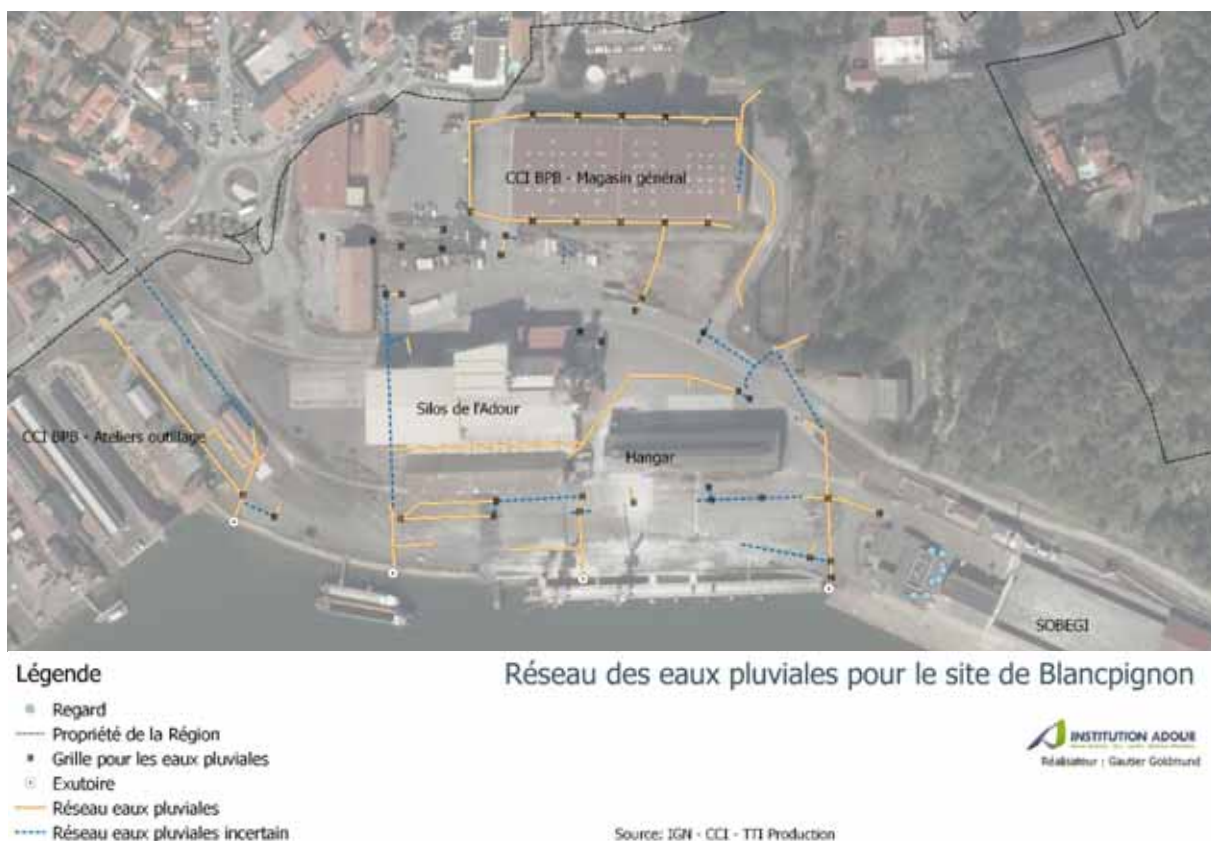 CCI BPB - Magasin général
Silos de l'Adour
CCI BPB - Ateliers outillage
Hangar
SOBEGI
Légende
Regard
Propriété de la Région
Grille pour les eaux pluviales
Exutoire
Réseau eaux pluviales
Réseau eaux pluviales incertain
Réseau des eaux pluviales pour le site de Blancpignon
INSTITUTION ADOUR
Réalisateur : Gautier Goldmund
Source: IGN - CCI - TTI Production